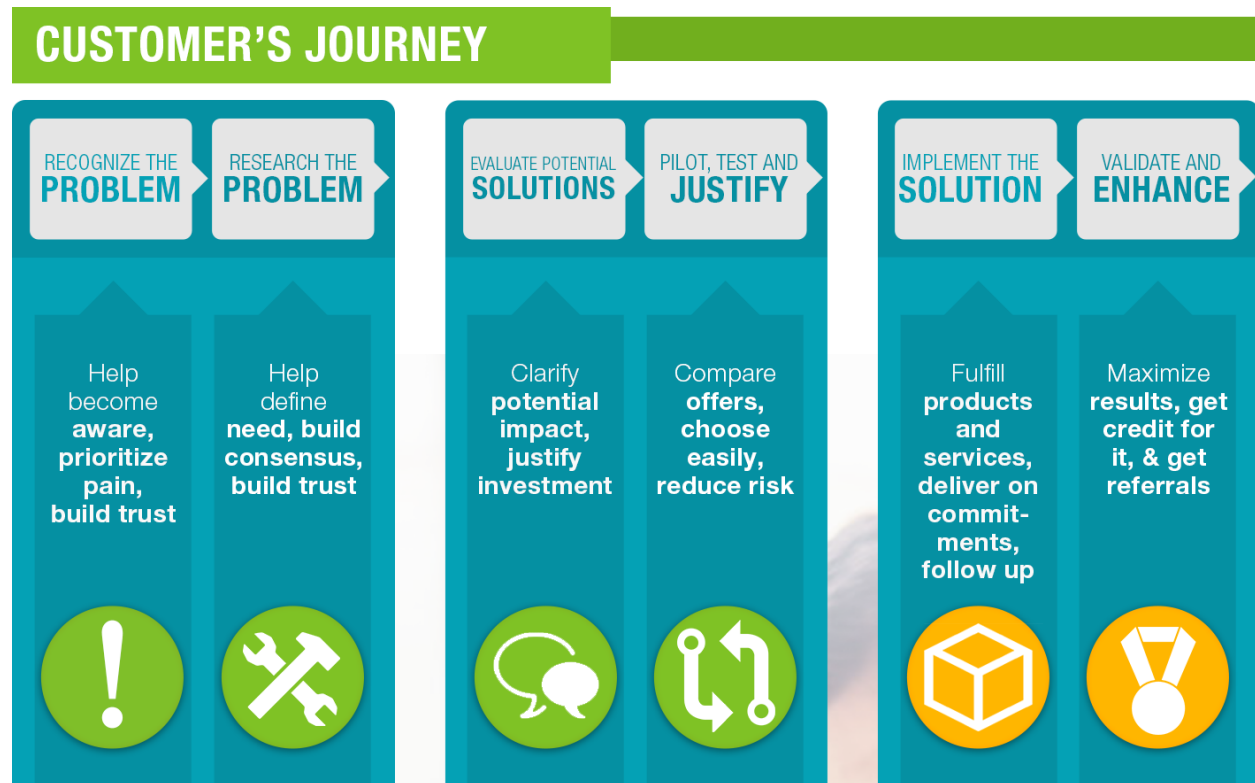 CUSTOMER'S JOURNEY
RECOGNIZE THE
PROBLEM
RESEARCH THE
PROBLEM
EVALUATE POTENTIAL
SOLUTIONS
PILOT, TEST AND
JUSTIFY
IMPLEMENT THE
SOLUTION
VALIDATE AND
ENHANCE
Help
become
aware,
prioritize
pain,
build trust
Help
define
need, build
consensus,
build trust
Clarify
potential
impact,
justify
investment
Compare
offers,
choose
easily,
reduce risk
Fulfill
products
and
services,
deliver on
commit-
ments,
follow up
Maximize
results, get
credit for
it, & get
referrals